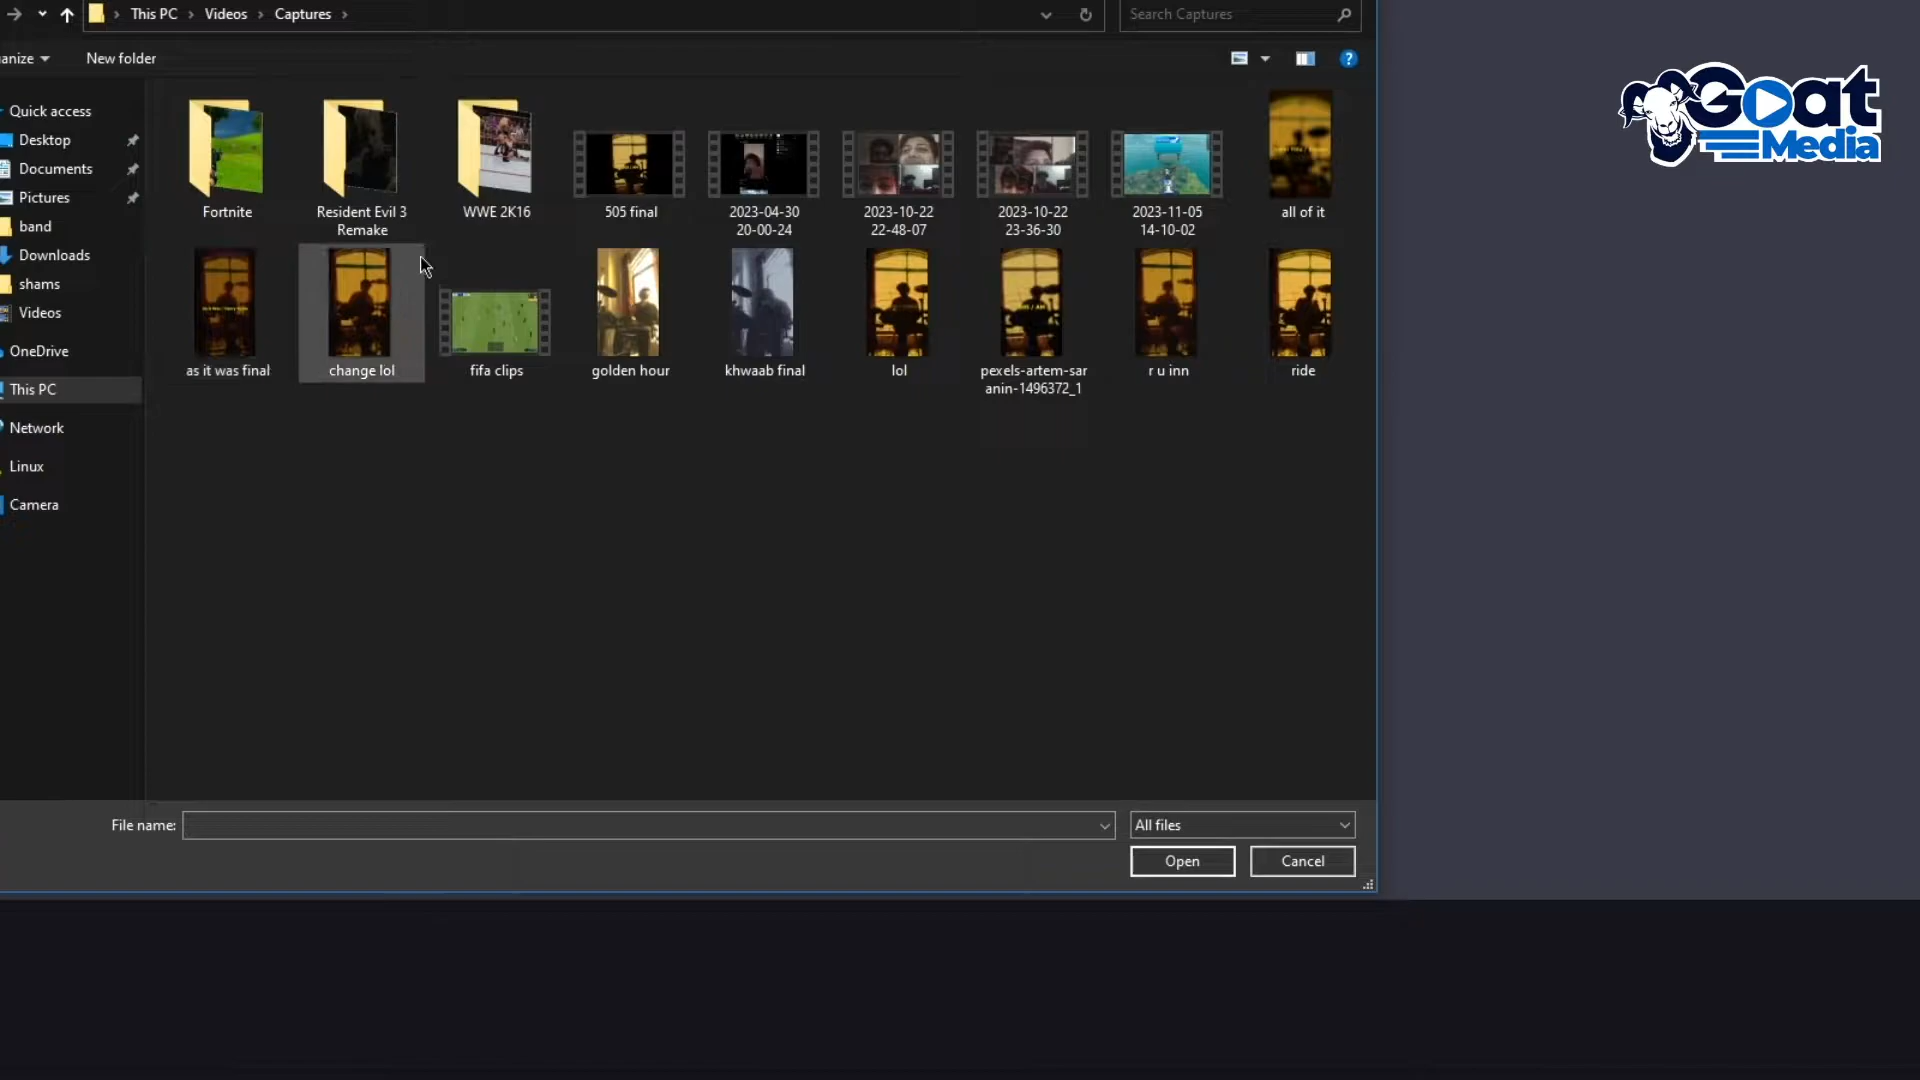 This PC > Videos > Captures >
Search Captures
anize
New folder
Quick access
Desktop
Documents
Pictures
band
Downloads
shams
Videos
OneDrive
This PC
Network
Linux
Camera
Fortnite
Resident Evil 3
Remake
WWE 2K16
505 final
2023-04-30
20-00-24
2023-10-22
22-48-07
2023-10-22
23-36-30
2023-11-05
14-10-02
all of it
as it was final
change lol
fifa clips
golden hour
khwaab final
lol
pexels-artem-sar
anin-1496372_1
r u inn
ride
File name:
All files
Open
Cancel
Goat
Media